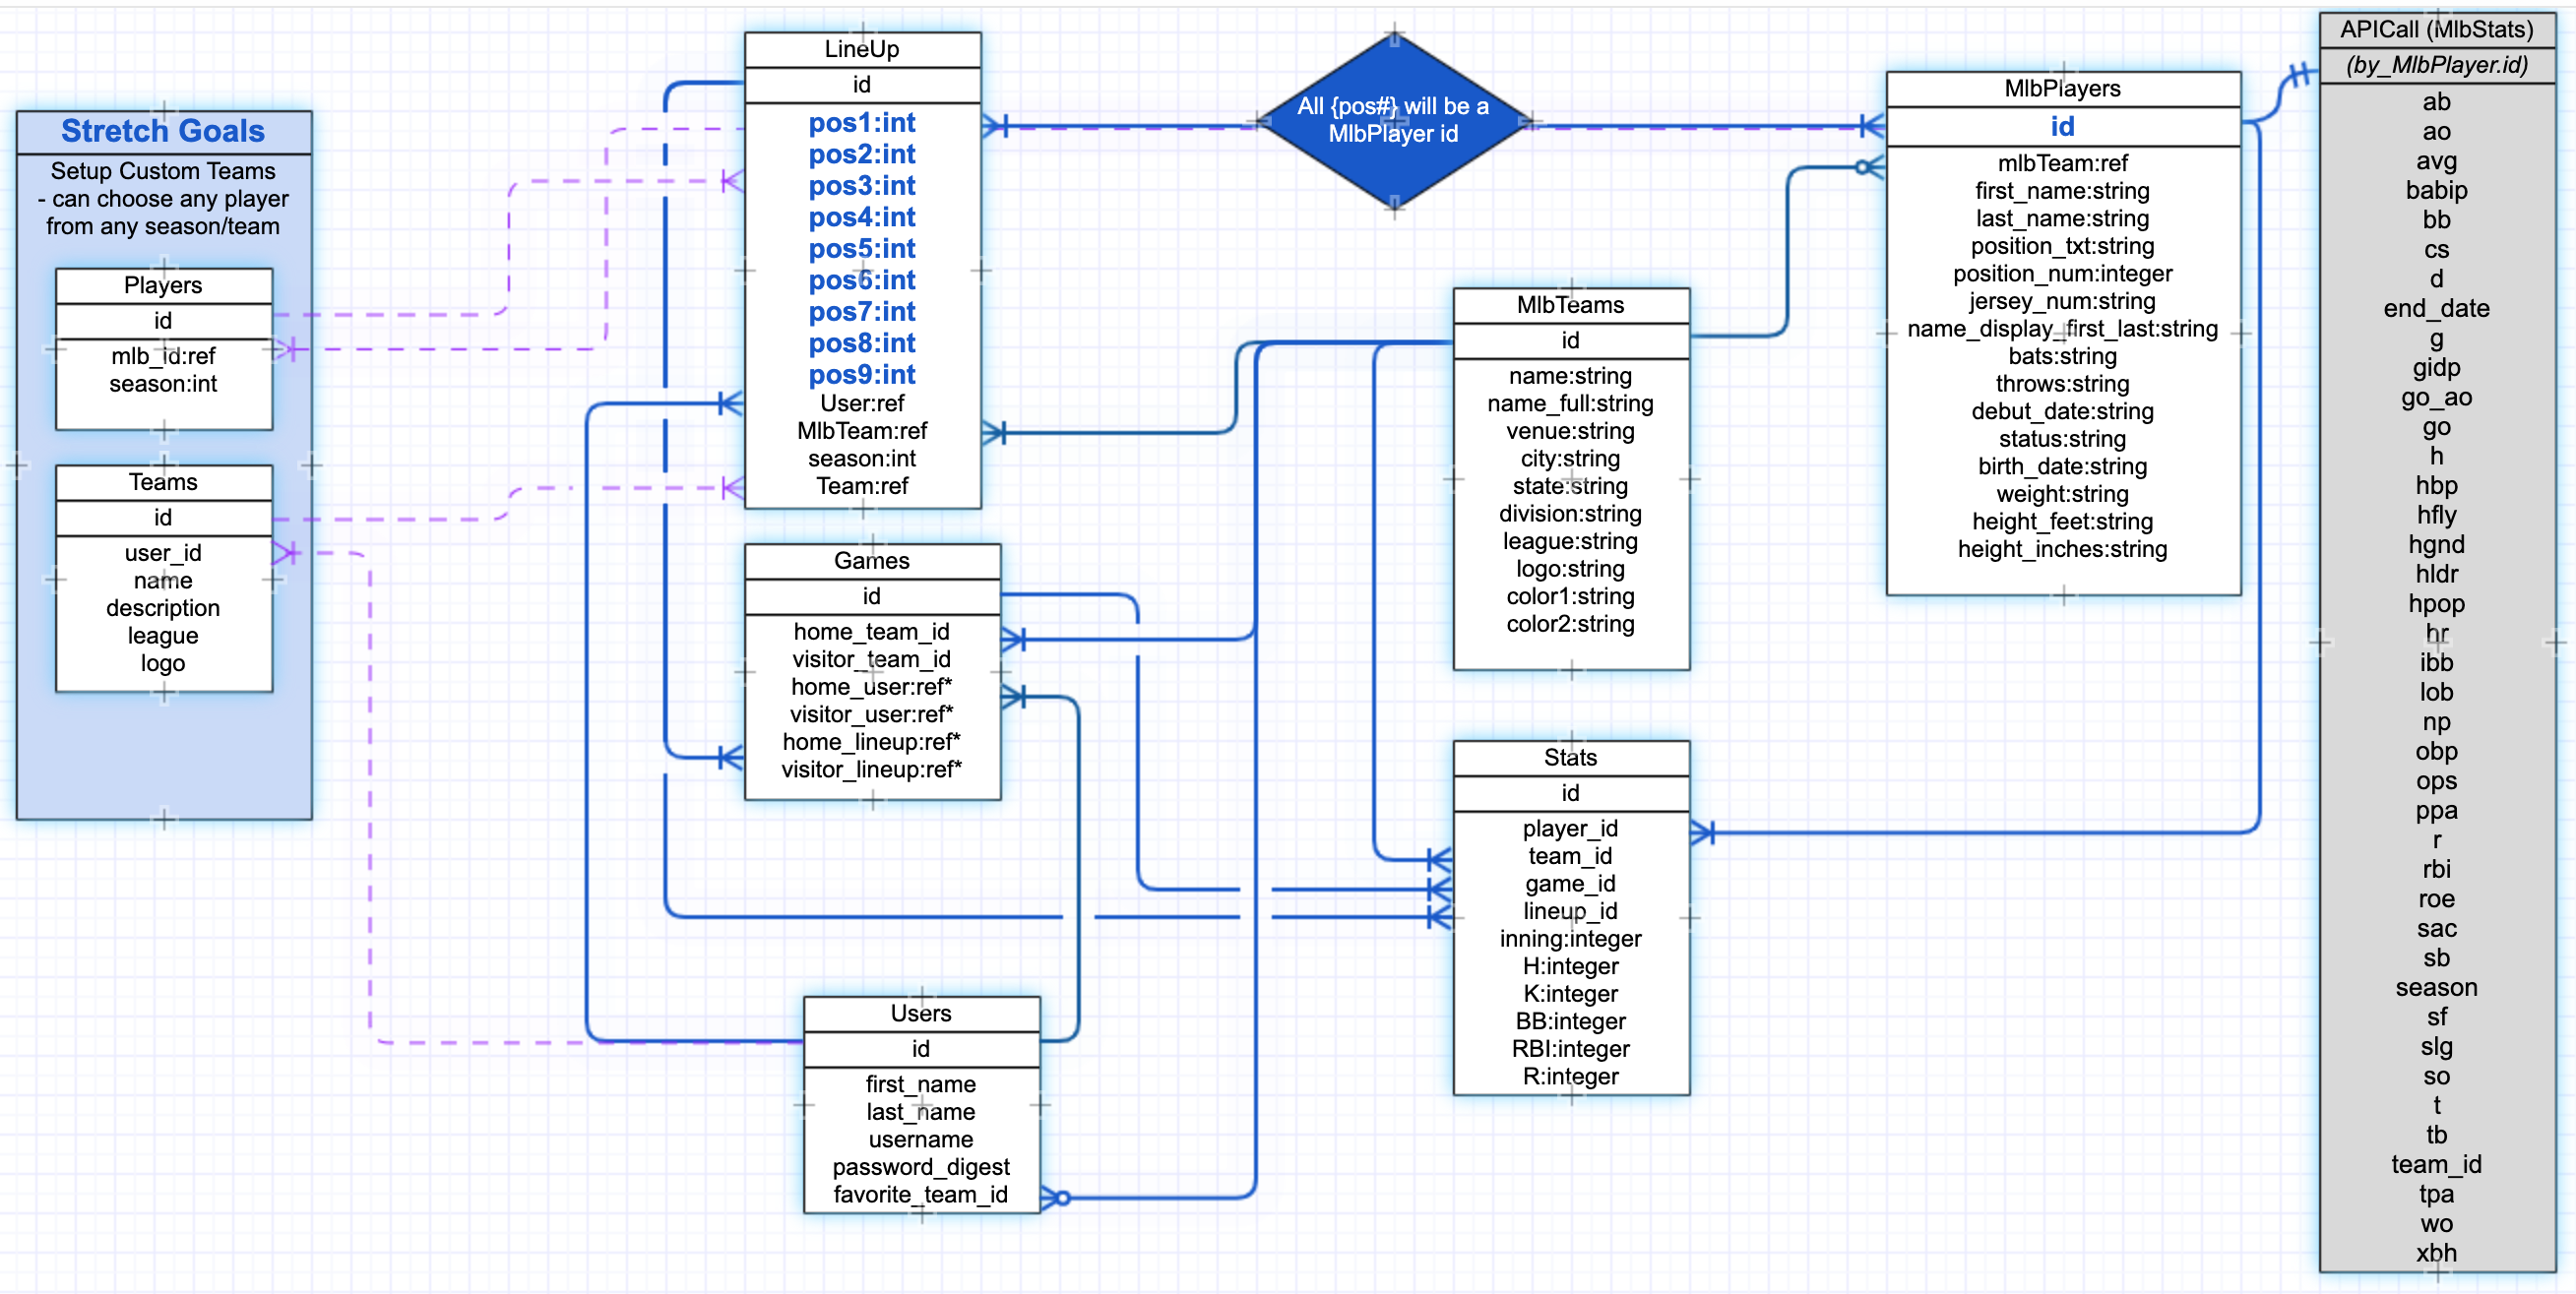 Stretch Goals
Setup Custom Teams
- can choose any player
from any season/team
Players
id
mlb_id:ref
season:int
Teams
id
user_id
name
description
league
logo
LineUp
id
pos1:int
pos2:int
pos3:int
pos4:int
pos5:int
pos6:int
pos7:int
pos8:int
pos9:int
User:ref
MlbTeam:ref
season:int
Team:ref
Games
id
home_team_id
visitor_team_id
home_user:ref*
visitor_user:ref*
home_lineup:ref*
visitor_lineup:ref*
Users
id
first_name
last_name
username
password_digest
favorite_team_id
All {pos#} will be a
MlbPlayer id
MlbTeams
id
name:string
name_full:string
venue:string
city:string
state:string
division:string
league:string
logo:string
color1:string
color2:string
Stats
id
player_id
team_id
game_id
lineup_id
inning:integer
H:integer
K:integer
BB:integer
RBI:integer
R:integer
MlbPlayers
id
mlbTeam:ref
first_name:string
last_name:string
position_txt:string
position_num:integer
jersey_num:string
name_display_first_last:string
bats:string
throws:string
debut_date:string
status:string
birth_date:string
weight:string
height_feet:string
height_inches:string
APICall (MlbStats)
(by_MlbPlayer.id)
ab
ao
avg
babip
bb
cs
d
end_date
g
gidp
go_ao
go
h
hbp
hfly
hgnd
hldr
hpop
hr
ibb
lob
np
obp
ops
ppa
r
rbi
roe
sac
sb
season
sf
slg
so
t
tb
team_id
tpa
wo
xbh